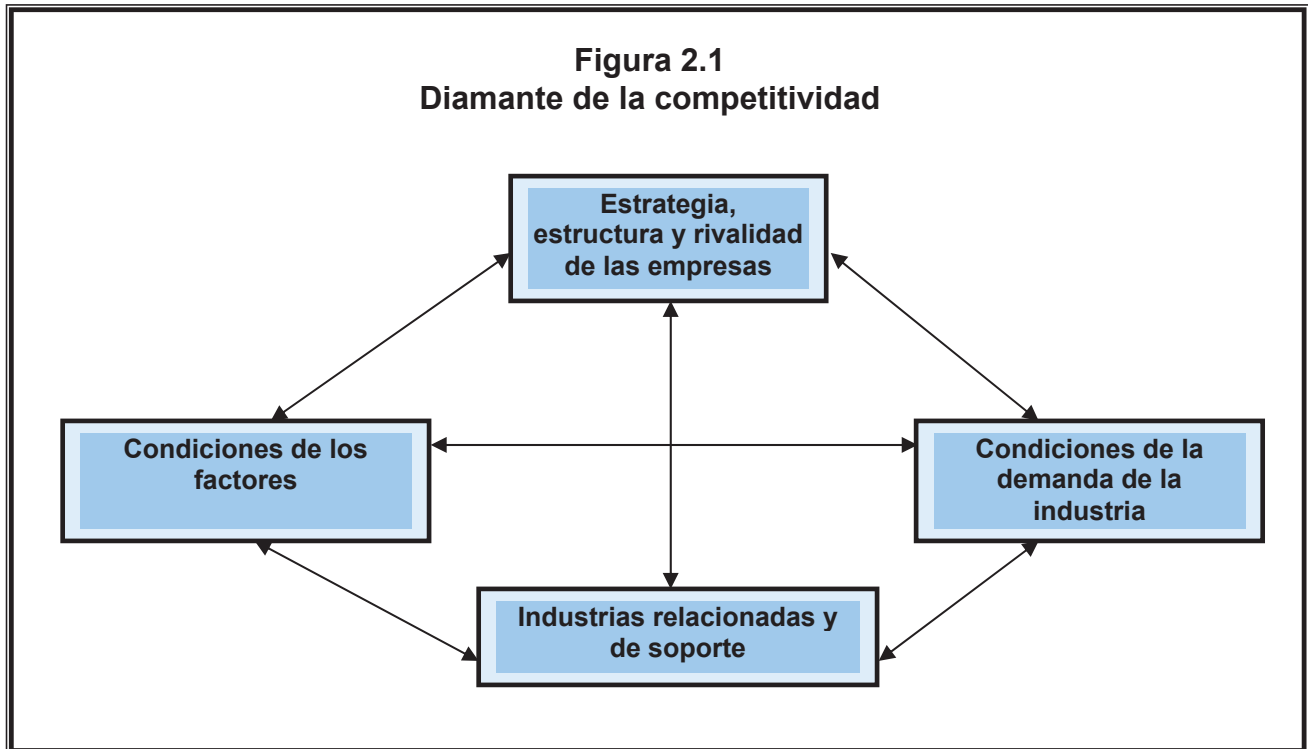 Figura 2.1
Diamante de la competitividad
Estrategia,
estructura y rivalidad
de las empresas
Condiciones de los
factores
Condiciones de la
demanda de la
industria
Industrias relacionadas y
de soporte